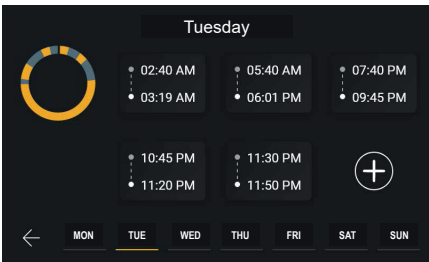 Tuesday
02:40 AM
03:19 AM
05:40 AM
06:01 PM
07:40 PM
09:45 PM
10:45 PM
11:20 PM
11:30 PM
11:50 PM
MON TUE WED THU FRI SAT SUN